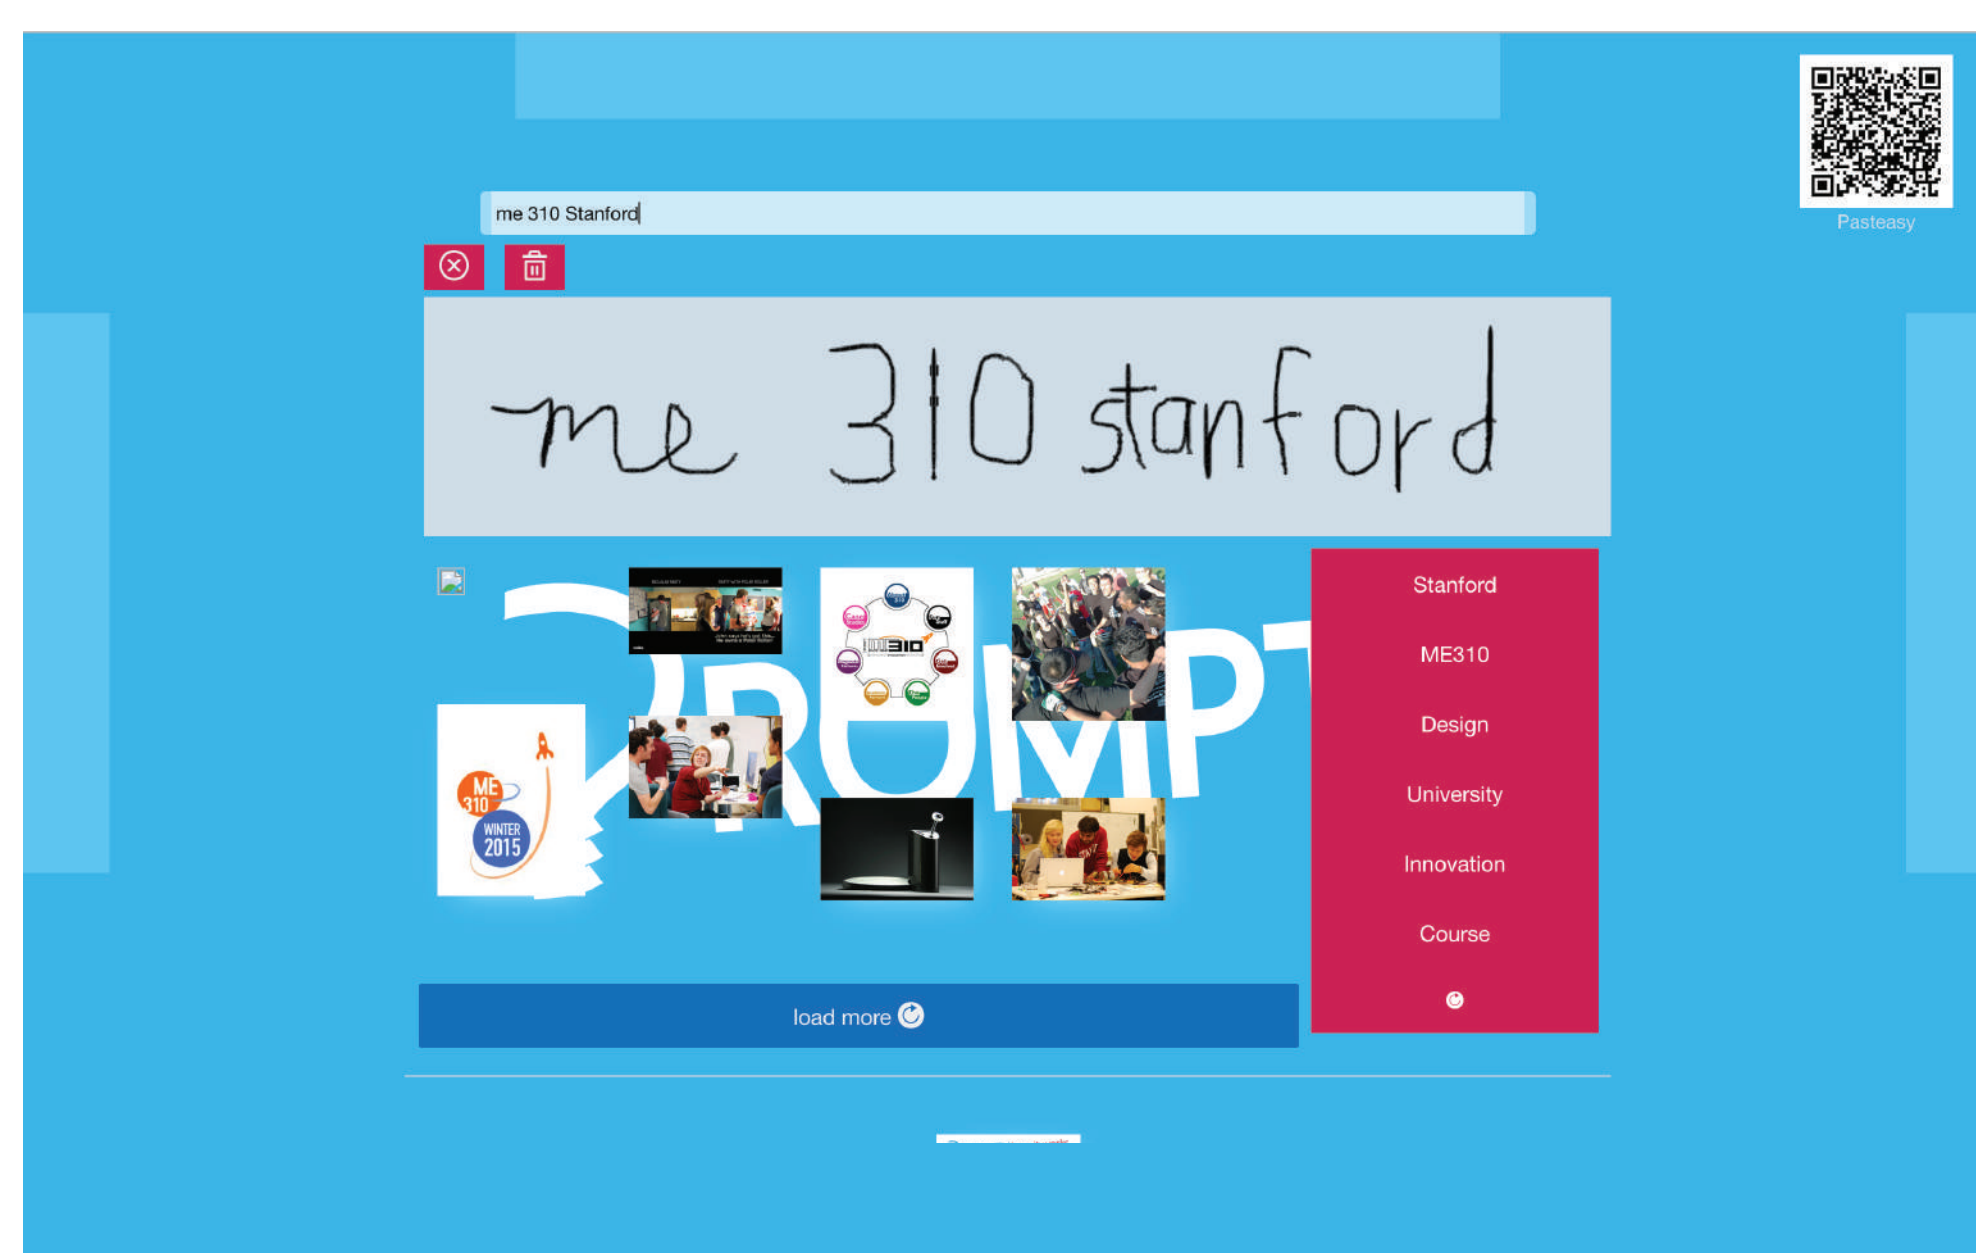 Pasteasy
me 310 Stanford
me 310 stanford
PROMPT
ME
310
WINTER
2015
310
Stanford
ME310
Design
University
Innovation
Course
load more